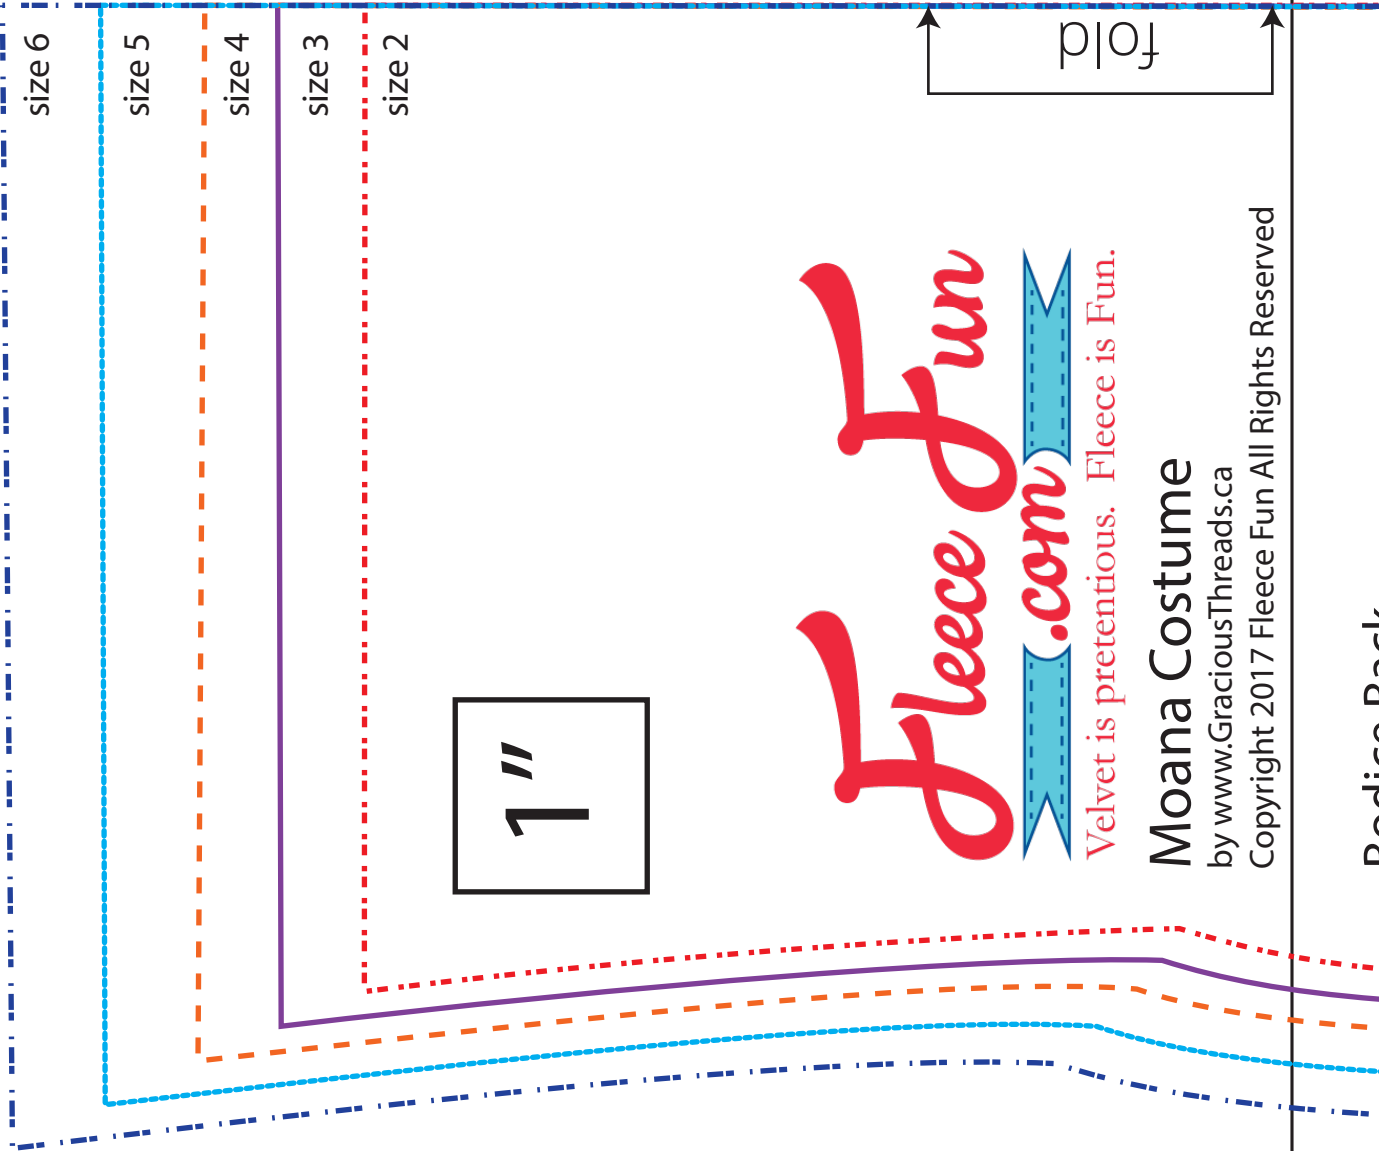 size 6
size 5
size 4
size 3
size 2
fold
1"
Fleece Fun
.com
Velvet is pretentious. Fleece is Fun.
Moana Costume
by www.GraciousThreads.ca
Copyright 2017 Fleece Fun All Rights Reserved